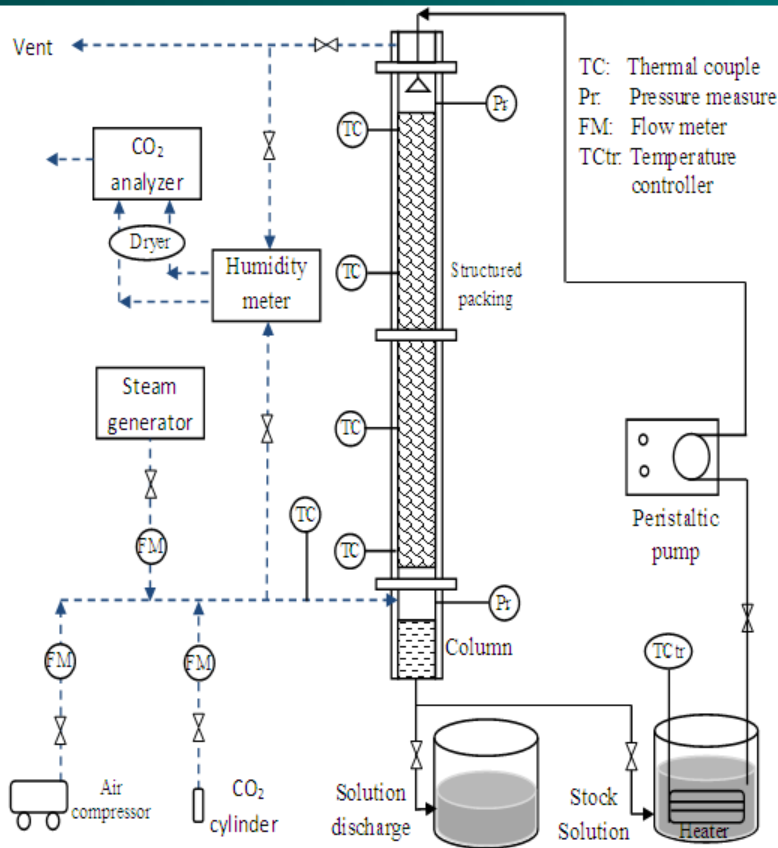 Vent
TC: Thermal couple
Pr: Pressure measure
FM: Flow meter
TCtr: Temperature
controller
Pr
TC
CO₂
analyzer
Dryer
Humidity
meter
TC
Structured
packing
Steam
generator
TC
Peristaltic
pump
TC
FM
TC
Pr
Column
FM
FM
TCtr
Air
compressor
CO₂
cylinder
Solution
discharge
Stock
Solution
Heater